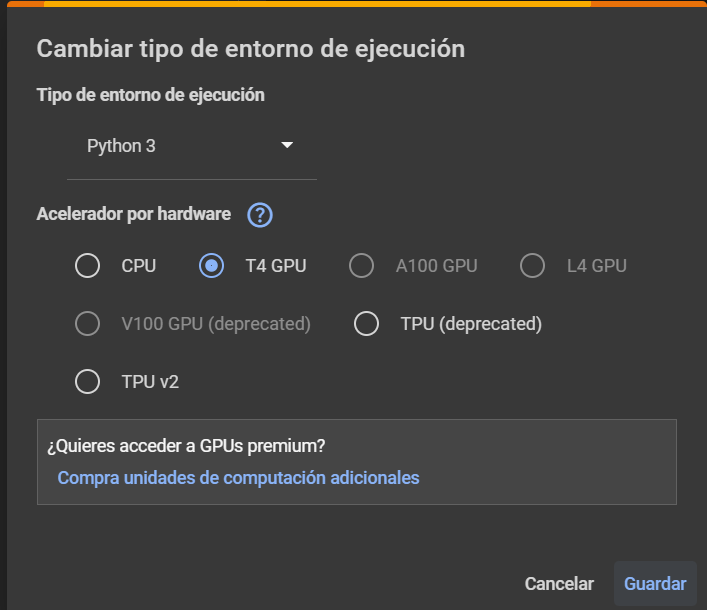 Cambiar tipo de entorno de ejecución
Tipo de entorno de ejecución
Python 3
Acelerador por hardware ?
CPU T4 GPU A100 GPU L4 GPU
V100 GPU (deprecated) TPU (deprecated)
TPU v2
¿Quieres acceder a GPUs premium?
Compra unidades de computación adicionales
Cancelar Guardar